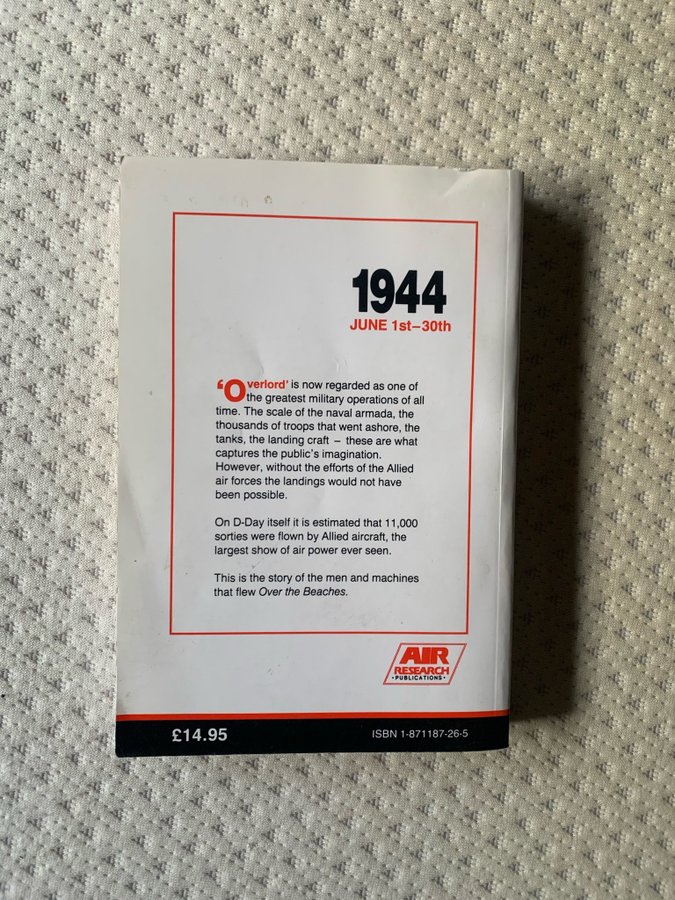 1944
JUNE 1st–30th
‘Overlord’ is now regarded as one of
the greatest military operations of all
time. The scale of the naval armada, the
thousands of troops that went ashore, the
tanks, the landing craft – these are what
captures the public's imagination.
However, without the efforts of the Allied
air forces the landings would not have
been possible.
On D-Day itself it is estimated that 11,000
sorties were flown by Allied aircraft, the
largest show of air power ever seen.
This is the story of the men and machines
that flew Over the Beaches.
AIR
RESEARCH
•PUBLICATIONS•
£14.95
ISBN 1-871187-26-5